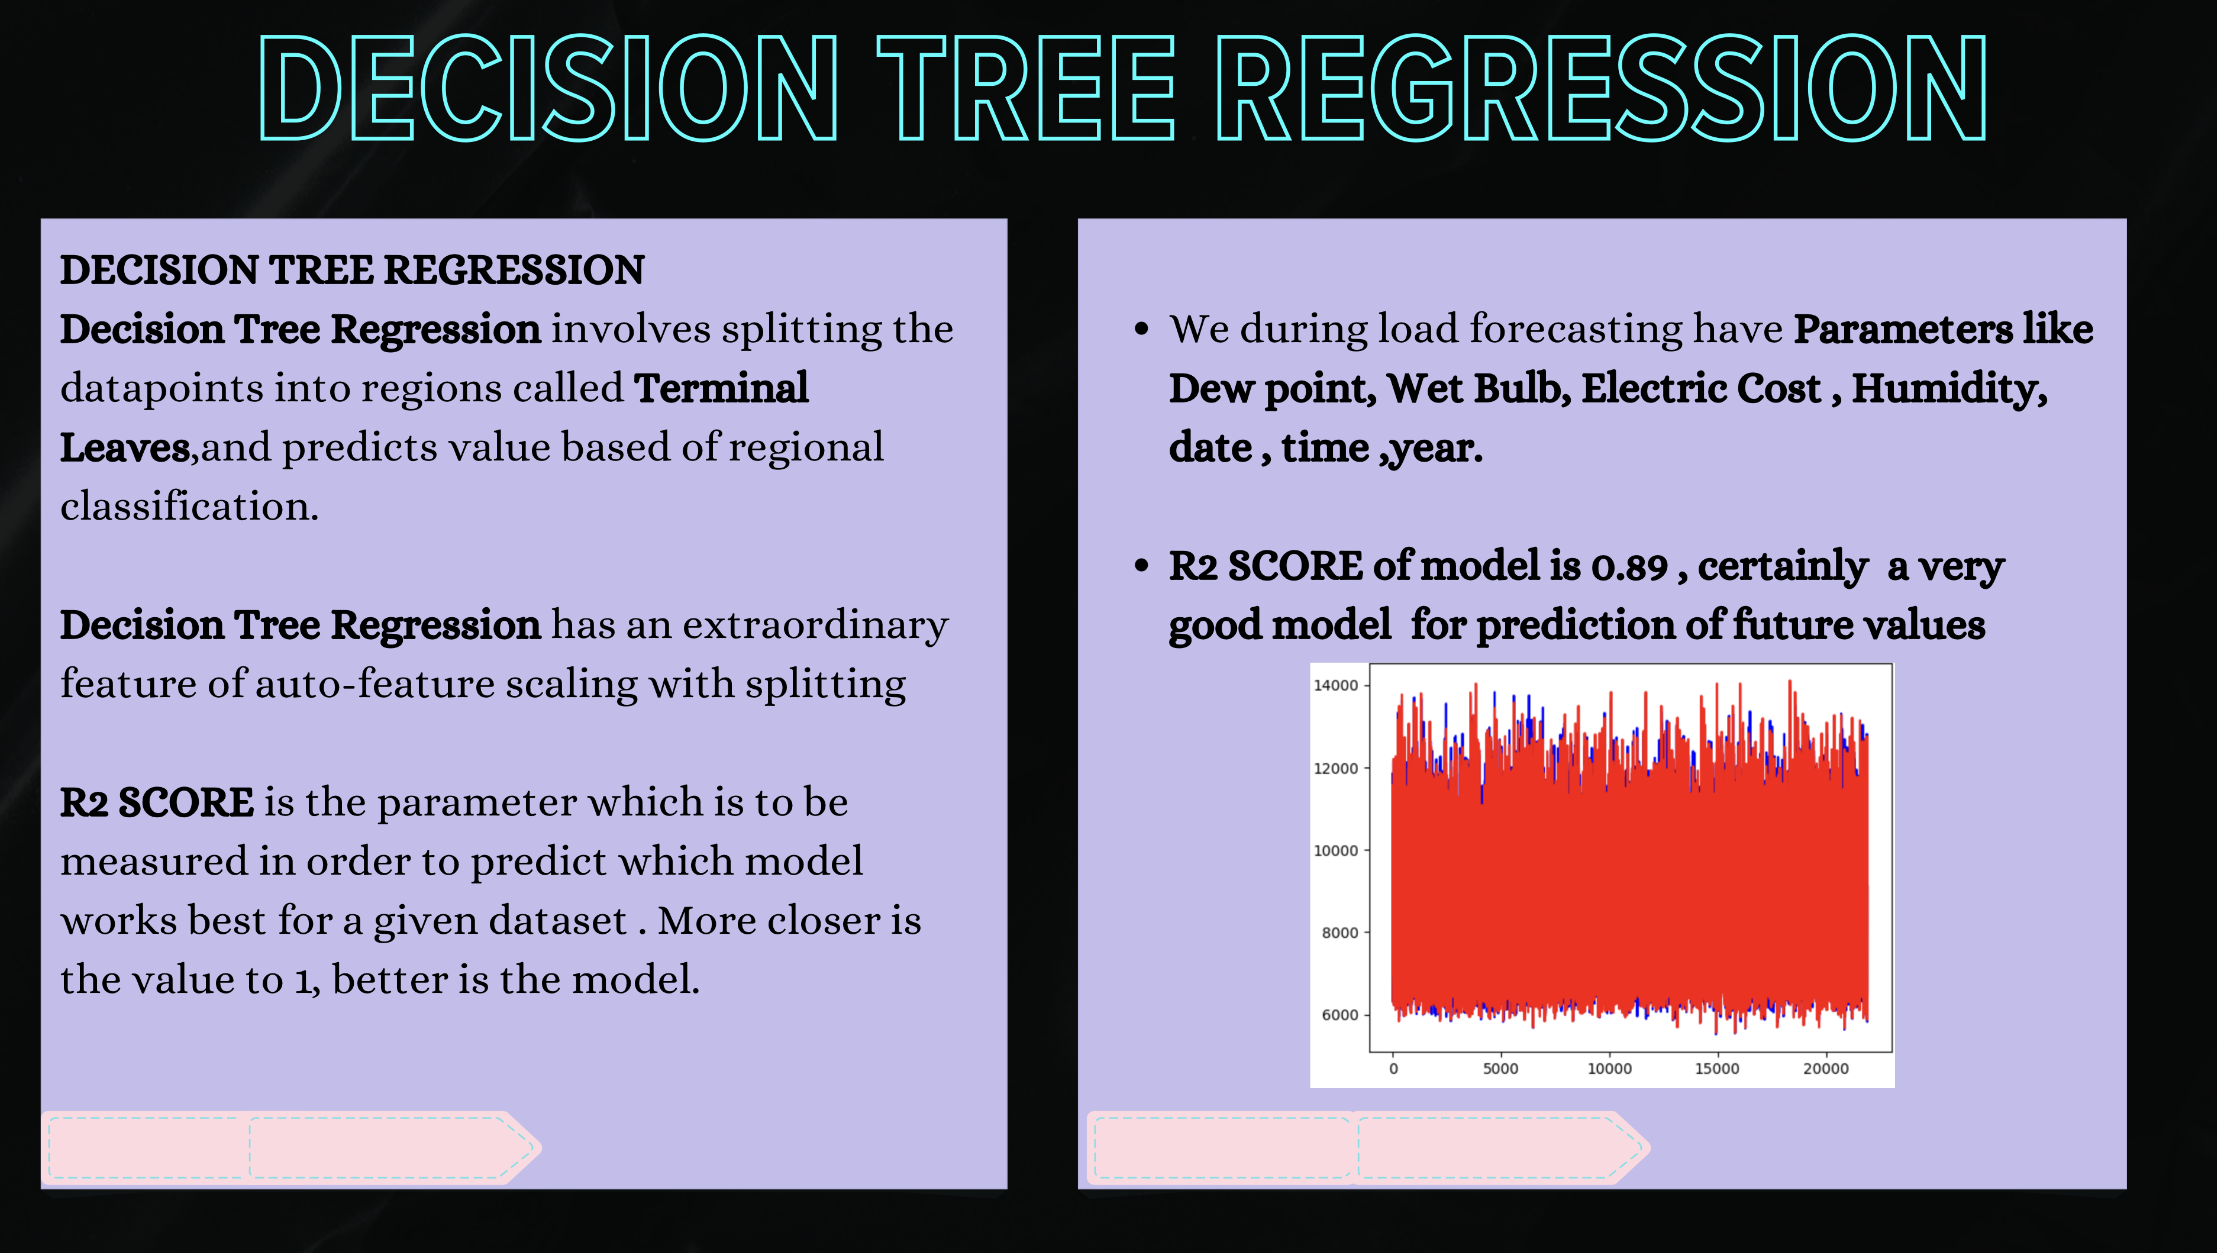 DECISION TREE REGRESSION
DECISION TREE REGRESSION
Decision Tree Regression involves splitting the
datapoints into regions called Terminal
Leaves,and predicts value based of regional
classification.
Decision Tree Regression has an extraordinary
feature of auto-feature scaling with splitting
R2 SCORE is the parameter which is to be
measured in order to predict which model
works best for a given dataset . More closer is
the value to 1, better is the model.
• We during load forecasting have Parameters like
Dew point, Wet Bulb, Electric Cost , Humidity,
date , time ,year.
• R2 SCORE of model is 0.89 , certainly  a very
good model  for prediction of future values
14000
12000
10000
8000
6000
0 5000 10000 15000 20000